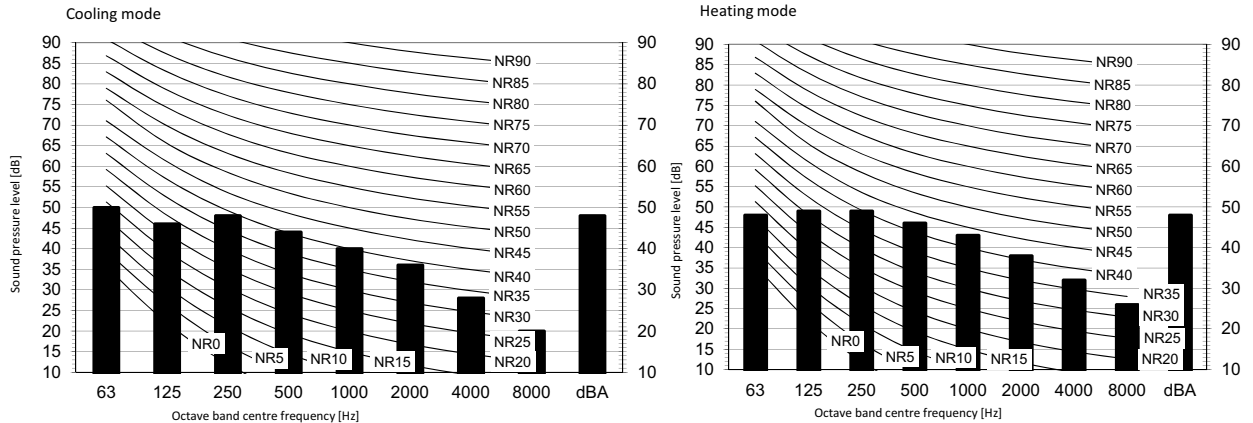 Cooling mode
90
85
80
75
70
65
60
55
50
45
40
35
30
25
20
15
10
Sound pressure level [dB]
90
80
70
60
50
40
30
20
10
NR90
NR85
NR80
NR75
NR70
NR65
NR60
NR55
NR50
NR45
NR40
NR35
NR30
NR25
NR20
NR0
NR5
NR10
NR15
63 125 250 500 1000 2000 4000 8000 dBA
Octave band centre frequency [Hz]
Heating mode
90
85
80
75
70
65
60
55
50
45
40
35
30
25
20
15
10
Sound pressure level [dB]
90
80
70
60
50
40
30
20
10
NR90
NR85
NR80
NR75
NR70
NR65
NR60
NR55
NR50
NR45
NR40
NR35
NR30
NR25
NR20
NR0
NR5
NR10
NR15
63 125 250 500 1000 2000 4000 8000 dBA
Octave band centre frequency [Hz]